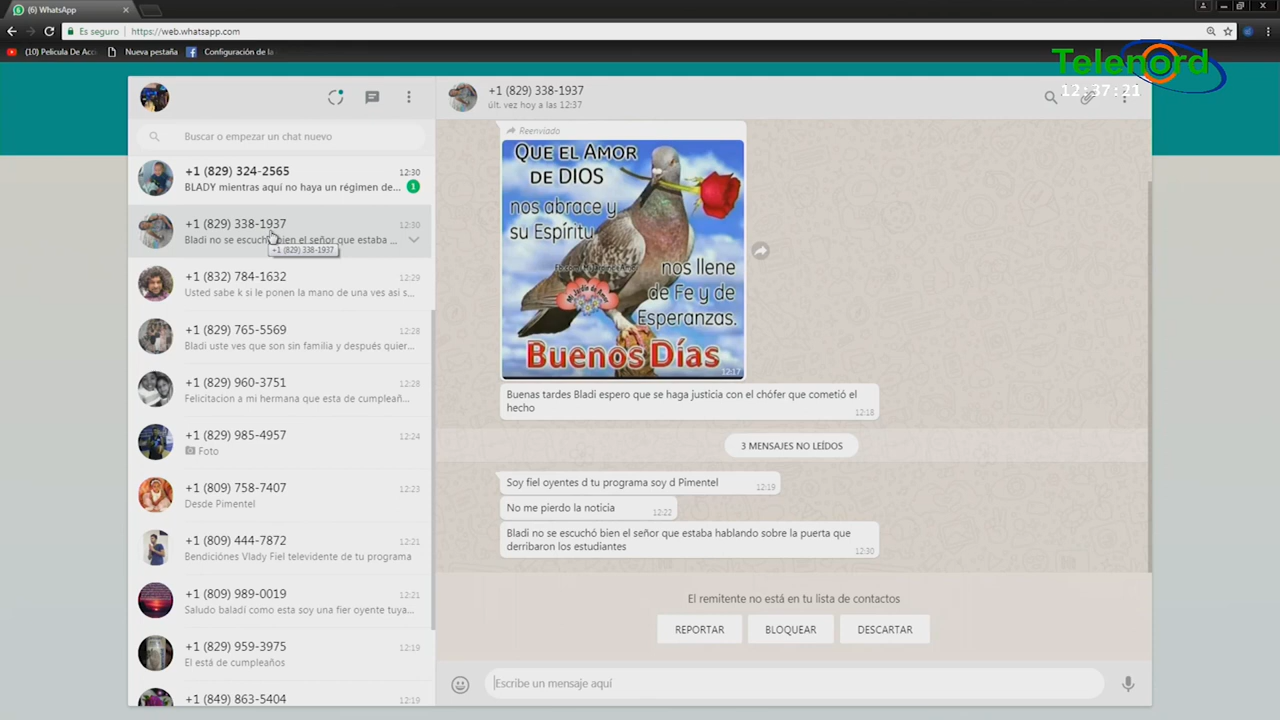 (6) WhatsApp
Es seguro
https://web.whatsapp.com
(10) Pelicula De Acci
Nueva pestaña
Configuración de la
Telenord
12:37:21
Buscar o empezar un chat nuevo
+1 (829) 324-2565
12:30
BLADY mientras aqui no haya un régimen de...
1
+1 (829) 338-1937
12:30
Bladi no se escuchó bien el señor que estaba ...
+1 (829) 338-1937
+1 (832) 784-1632
12:29
Usted sabe k si le ponen la mano de una ves asi s...
+1 (829) 765-5569
12:28
Bladi uste ves que son sin familia y después quier...
+1 (829) 960-3751
12:28
Felicitacion a mi hermana que esta de cumpleañ...
+1 (829) 985-4957
12:24
Foto
+1 (809) 758-7407
12:23
Desde Pimentel
+1 (809) 444-7872
12:21
Bendiciónes Vlady Fiel televidente de tu programa
+1 (809) 989-0019
12:21
Saludo baladí como esta soy una fier oyente tuya...
+1 (829) 959-3975
12:19
El está de cumpleaños
+1 (849) 863-5404
12:19
+1 (829) 338-1937
últ. vez hoy a las 12:37
Reenviado
QUE EL AMOR
DE DIOS
nos abrace y
su Espíritu
nos llene
de Fe y de
Esperanzas.
Mi Jardín de Amor
Buenos Días
12:17
Buenas tardes Bladi espero que se haga justicia con el chófer que cometió el
hecho
12:18
3 MENSAJES NO LEÍDOS
Soy fiel oyentes d tu programa soy d Pimentel
12:19
No me pierdo la noticia
12:22
Bladi no se escuchó bien el señor que estaba hablando sobre la puerta que
derribaron los estudiantes
12:30
El remitente no está en tu lista de contactos
REPORTAR
BLOQUEAR
DESCARTAR
Escribe un mensaje aquí